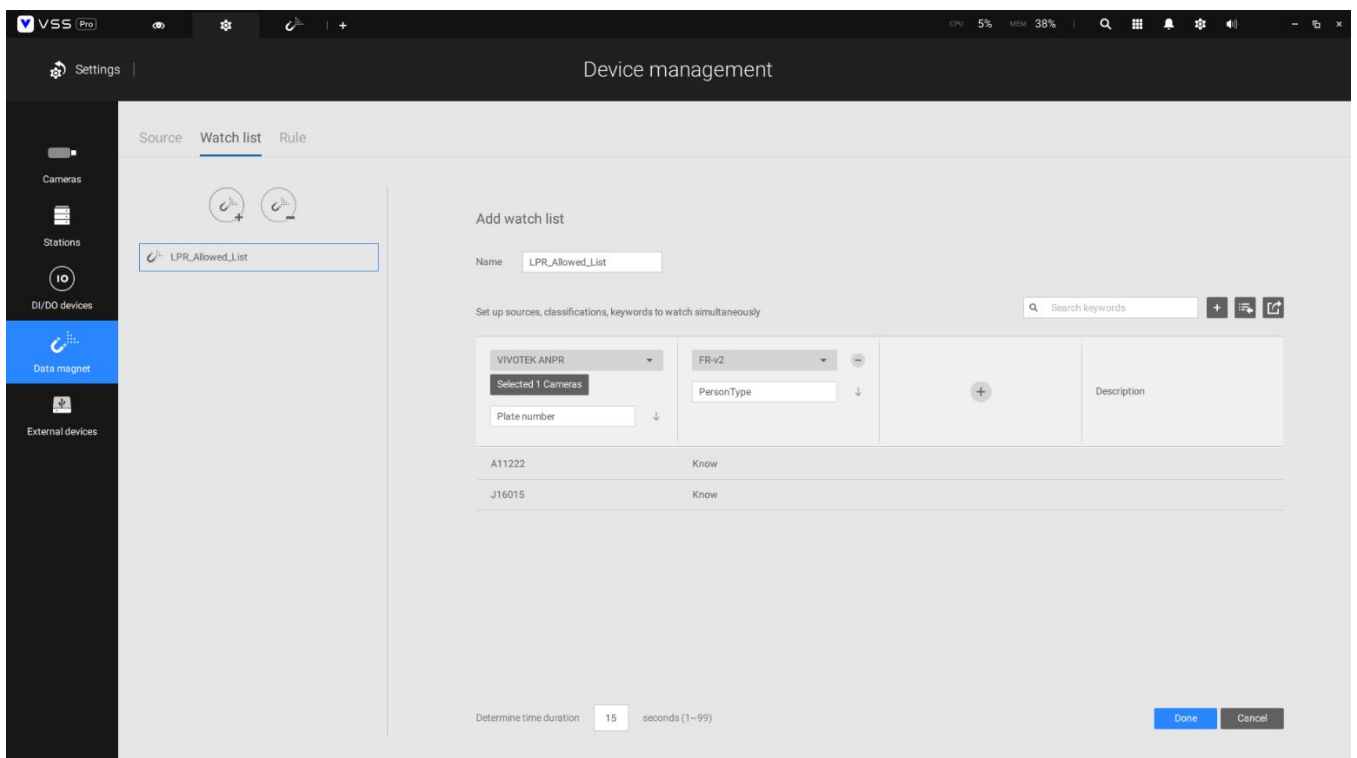 VSS Pro
CPU 5% MEM 38%
Settings
Device management
Source Watch list Rule
Cameras
Stations
IO
DI/DO devices
Data magnet
External devices
LPR_Allowed_List
Add watch list
Name LPR_Allowed_List
Set up sources, classifications, keywords to watch simultaneously
Search keywords
VIVOTEK ANPR FR-v2
Selected 1 Cameras
PersonType
Description
Plate number
A11222 Know
J16015 Know
Determine time duration 15 seconds (1~99)
Done Cancel